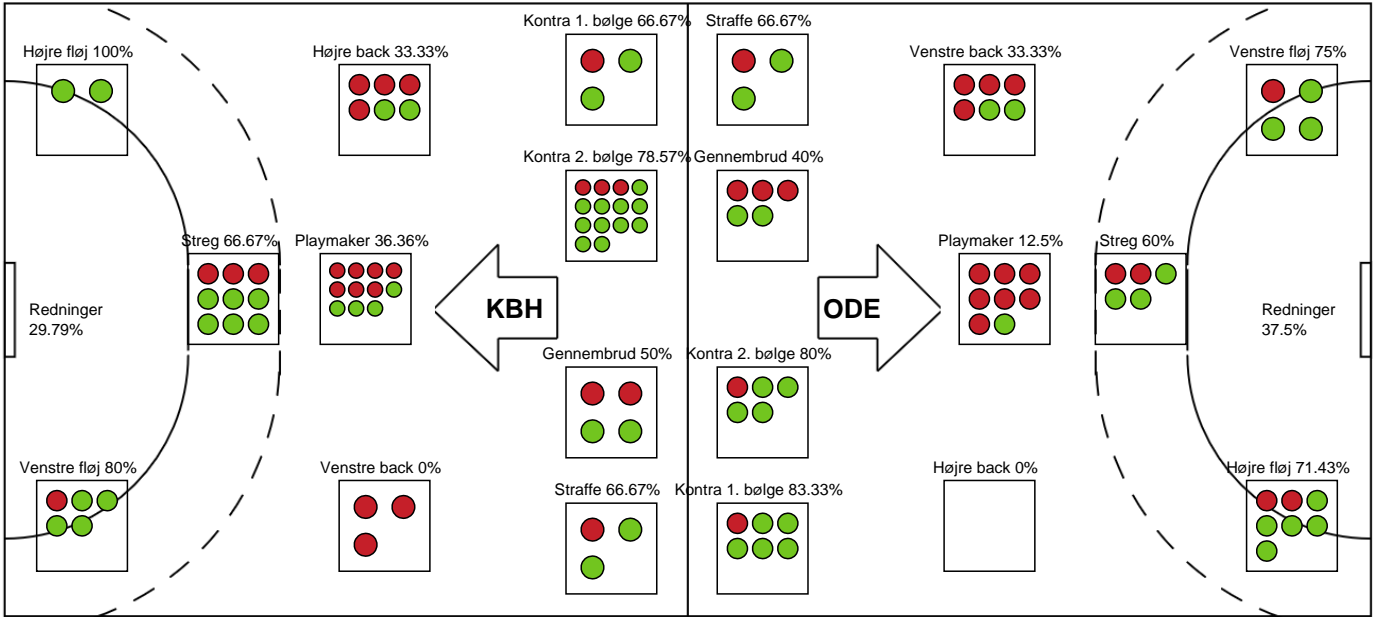 Kontra 1. bølge 66.67%
Straffe 66.67%
Højre fløj 100%
Højre back 33.33%
Venstre back 33.33%
Venstre fløj 75%
Kontra 2. bølge 78.57%
Gennembrud 40%
Streg 66.67%
Playmaker 36.36%
Playmaker 12.5%
Streg 60%
Redninger
29.79%
KBH
ODE
Redninger
37.5%
Gennembrud 50%
Kontra 2. bølge 80%
Venstre fløj 80%
Venstre back 0%
Højre back 0%
Højre fløj 71.43%
Straffe 66.67%
Kontra 1. bølge 83.33%